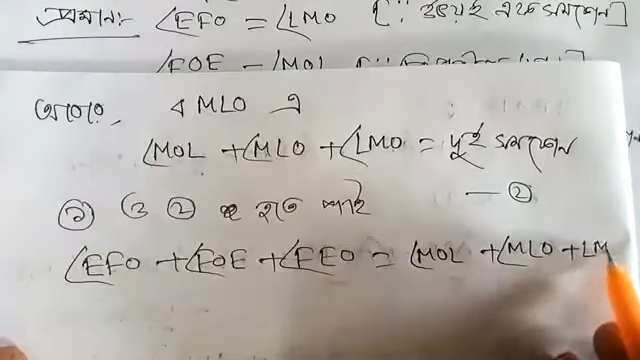 প্রমাণঃ ∠EFO = ∠LMO [∵ উভয়ই এক সমকোণ]
∠FOE = ∠MOL
আবার, Δ MLO এ
∠MOL + ∠MLO + ∠LMO = দুই সমকোণ
— ②
① ও ② হতে পাই
∠EFO + ∠FOE + ∠FEO = ∠MOL + ∠MLO + ∠LM